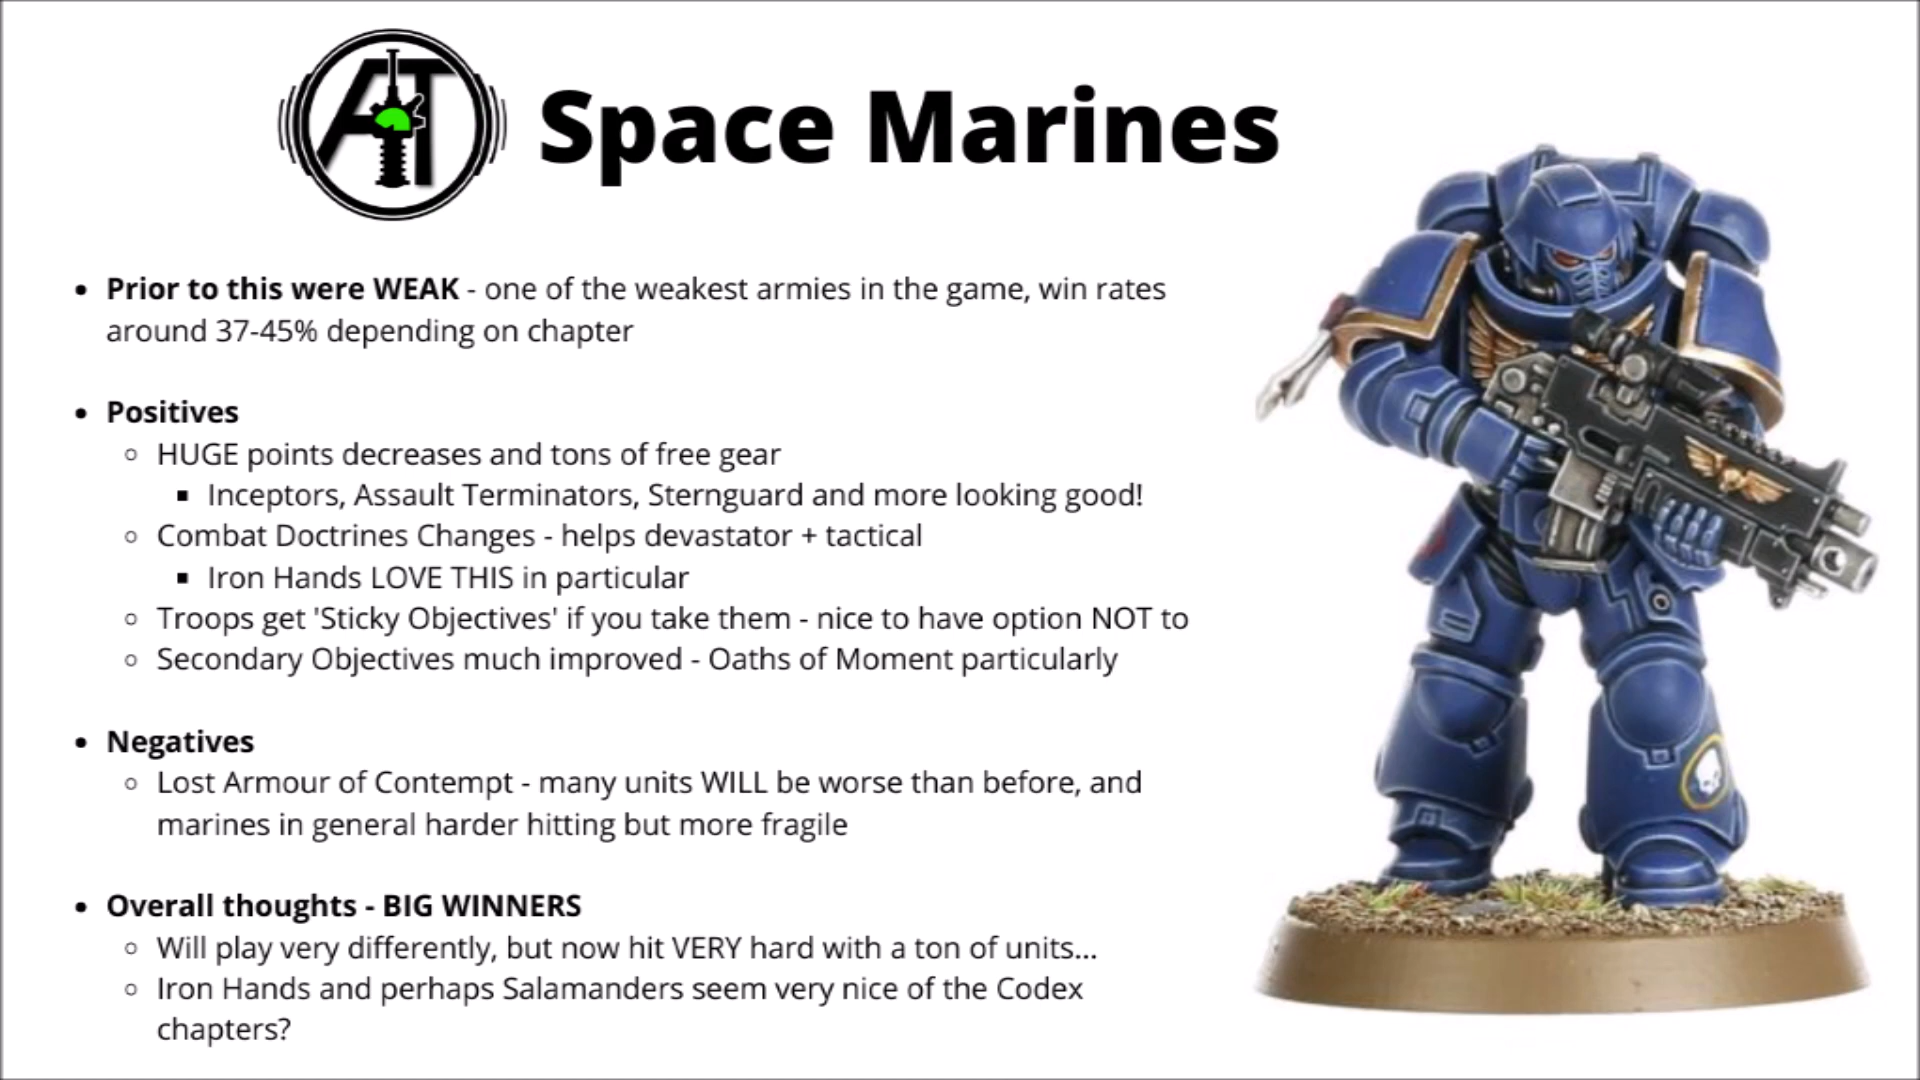 AT
Space Marines
• Prior to this were WEAK - one of the weakest armies in the game, win rates
around 37-45% depending on chapter
• Positives
◦ HUGE points decreases and tons of free gear
▪ Inceptors, Assault Terminators, Sternguard and more looking good!
◦ Combat Doctrines Changes - helps devastator + tactical
▪ Iron Hands LOVE THIS in particular
◦ Troops get 'Sticky Objectives' if you take them - nice to have option NOT to
◦ Secondary Objectives much improved - Oaths of Moment particularly
• Negatives
◦ Lost Armour of Contempt - many units WILL be worse than before, and
marines in general harder hitting but more fragile
• Overall thoughts - BIG WINNERS
◦ Will play very differently, but now hit VERY hard with a ton of units...
◦ Iron Hands and perhaps Salamanders seem very nice of the Codex
chapters?